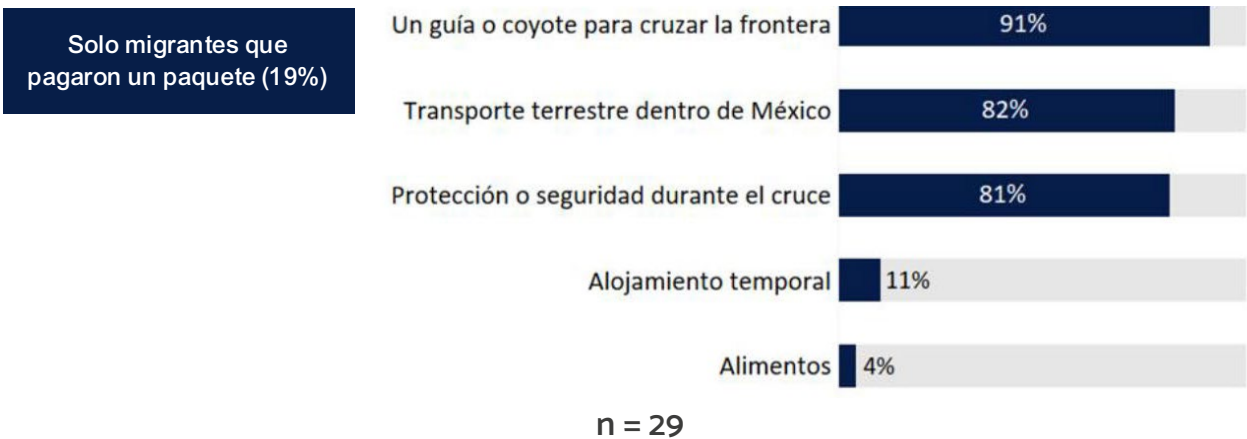 Solo migrantes que
pagaron un paquete (19%)
Un guía o coyote para cruzar la frontera 91%
Transporte terrestre dentro de México 82%
Protección o seguridad durante el cruce 81%
Alojamiento temporal 11%
Alimentos 4%
n = 29